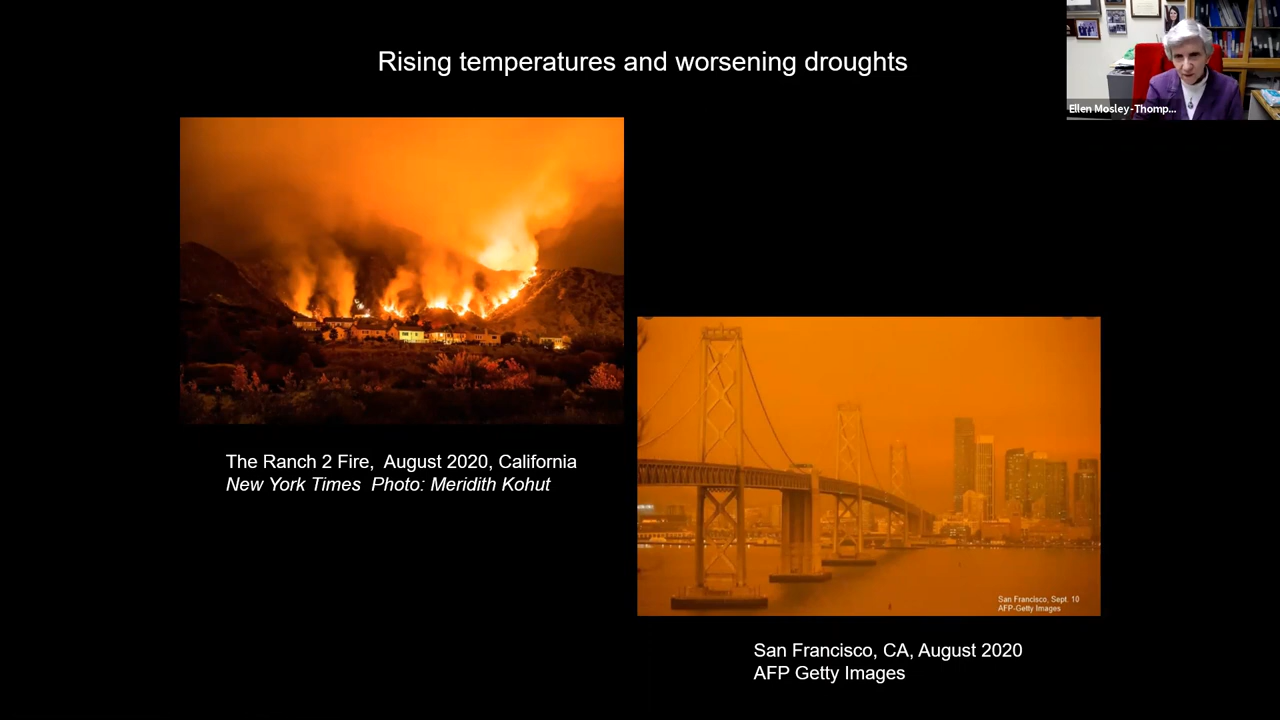 Rising temperatures and worsening droughts
Ellen Mosley-Thomp...
The Ranch 2 Fire, August 2020, California
New York Times Photo: Meridith Kohut
San Francisco, Sept. 10
AFP-Getty Images
San Francisco, CA, August 2020
AFP Getty Images